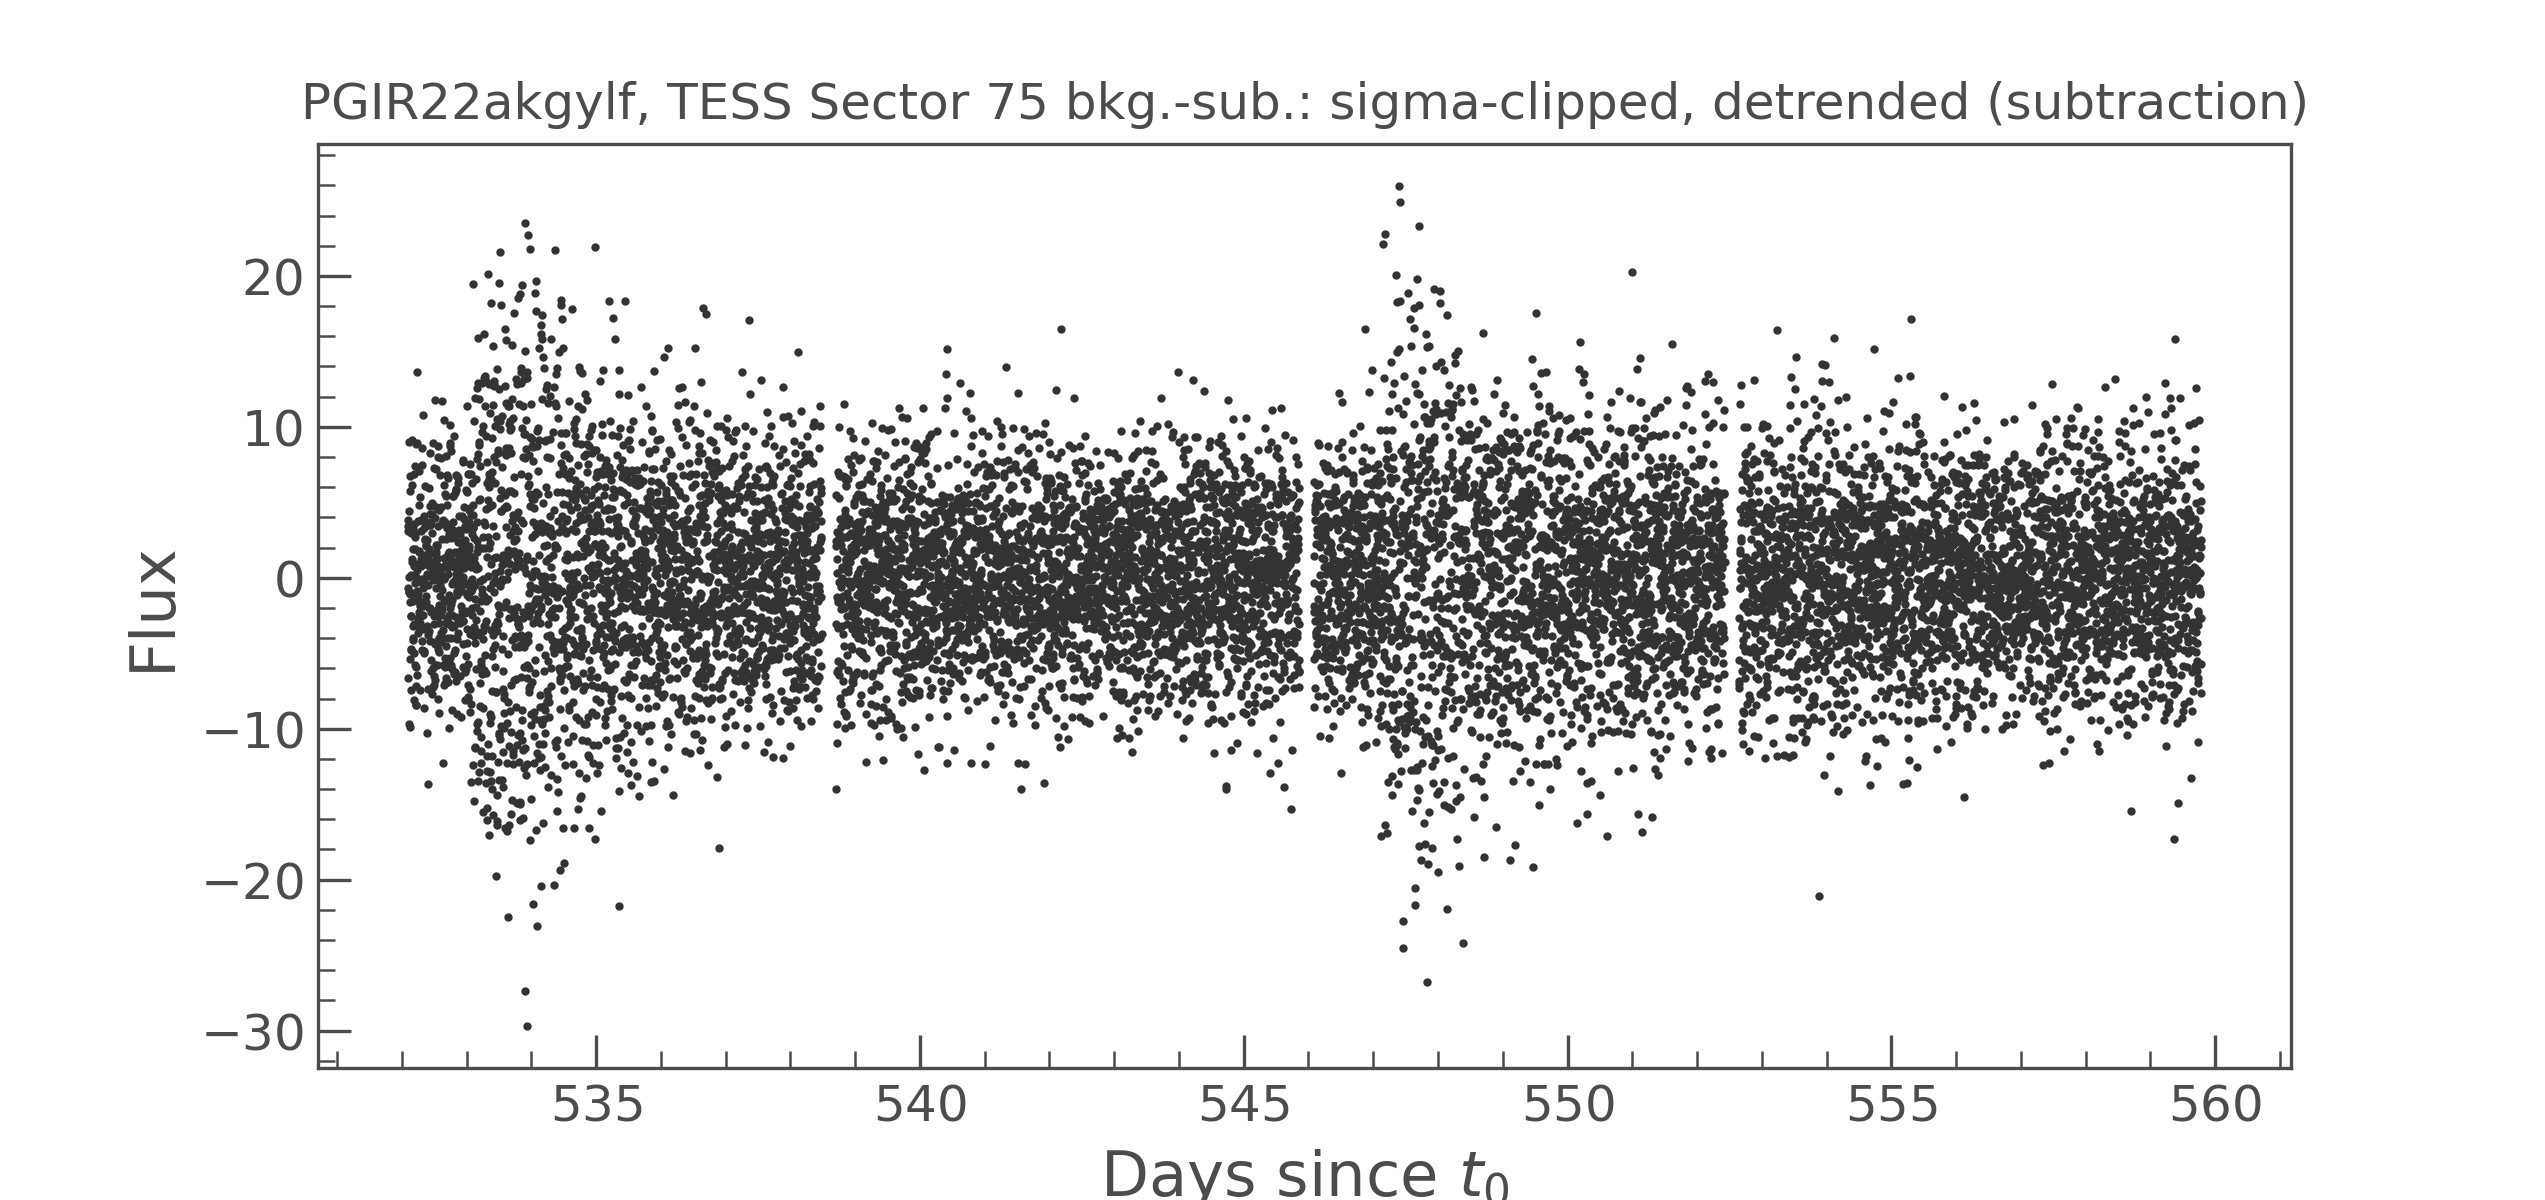 PGIR22akgylf, TESS Sector 75 bkg.-sub.: sigma-clipped, detrended (subtraction)
Flux
20
10
0
−10
−20
−30
535 540 545 550 555 560
Days since t₀